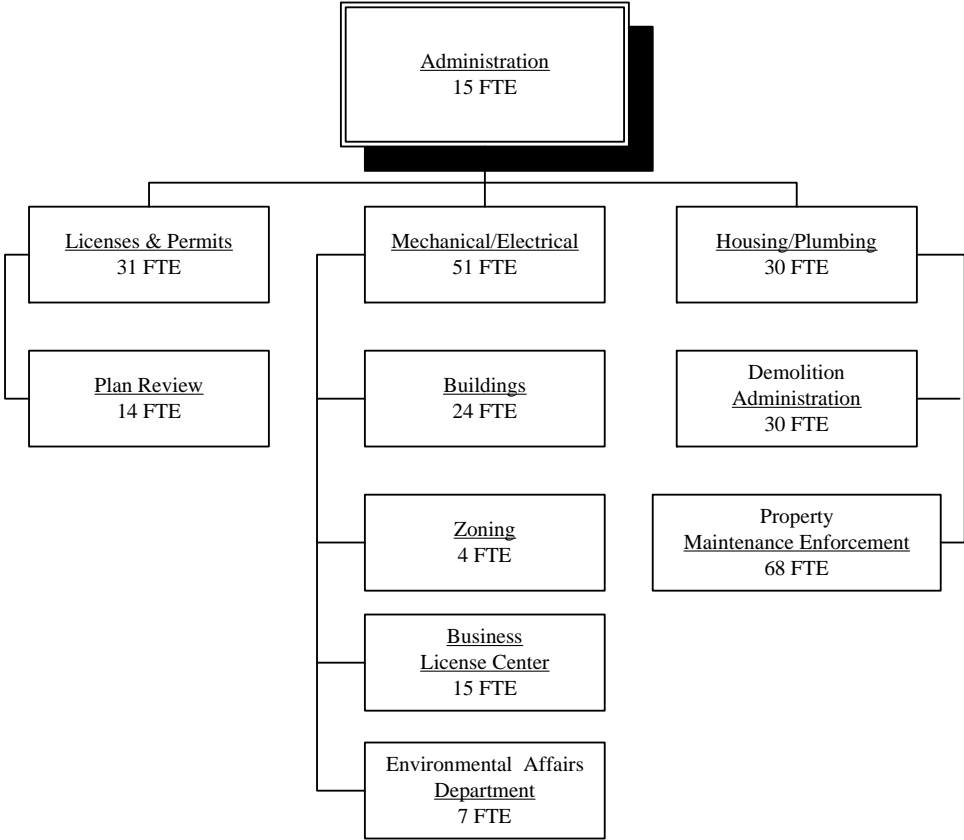 Administration
15 FTE
Licenses & Permits
31 FTE
Mechanical/Electrical
51 FTE
Housing/Plumbing
30 FTE
Plan Review
14 FTE
Buildings
24 FTE
Demolition
Administration
30 FTE
Zoning
4 FTE
Property
Maintenance Enforcement
68 FTE
Business
License Center
15 FTE
Environmental Affairs
Department
7 FTE